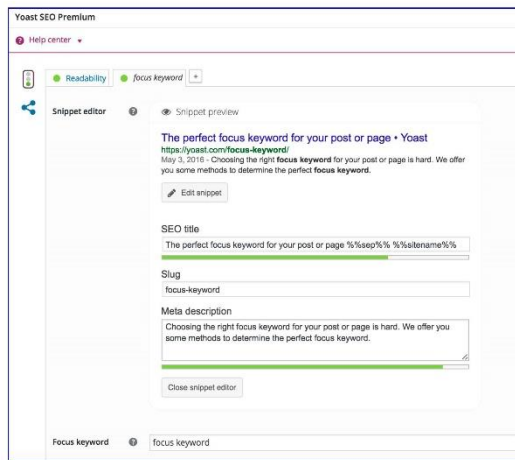 Yoast SEO Premium
Help center
Readability
focus keyword
+
Snippet editor
Snippet preview
The perfect focus keyword for your post or page • Yoast
https://yoast.com/focus-keyword/
May 3, 2016 - Choosing the right focus keyword for your post or page is hard. We offer
you some methods to determine the perfect focus keyword.
Edit snippet
SEO title
The perfect focus keyword for your post or page %%sep%% %%sitename%%
Slug
focus-keyword
Meta description
Choosing the right focus keyword for your post or page is hard. We offer you
some methods to determine the perfect focus keyword.
Close snippet editor
Focus keyword
focus keyword